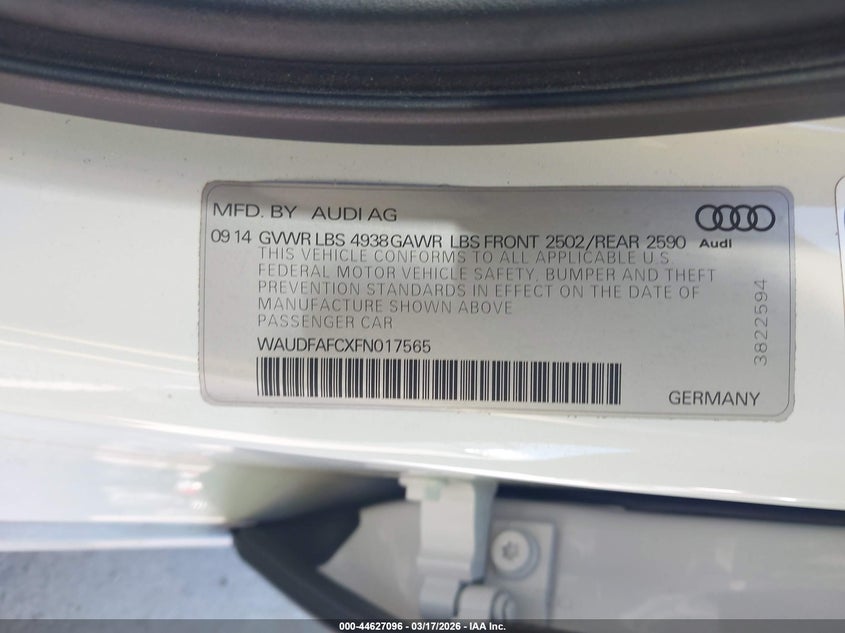 MFD. BY AUDI AG
09 14 GVWR LBS 4938 GAWR LBS FRONT 2502/REAR 2590
Audi
THIS VEHICLE CONFORMS TO ALL APPLICABLE U.S.
FEDERAL MOTOR VEHICLE SAFETY, BUMPER AND THEFT
PREVENTION STANDARDS IN EFFECT ON THE DATE OF
MANUFACTURE SHOWN ABOVE
PASSENGER CAR
WAUDFAFCXFN017565
3822594
GERMANY
000-44627096 - 03/17/2026 - IAA Inc.